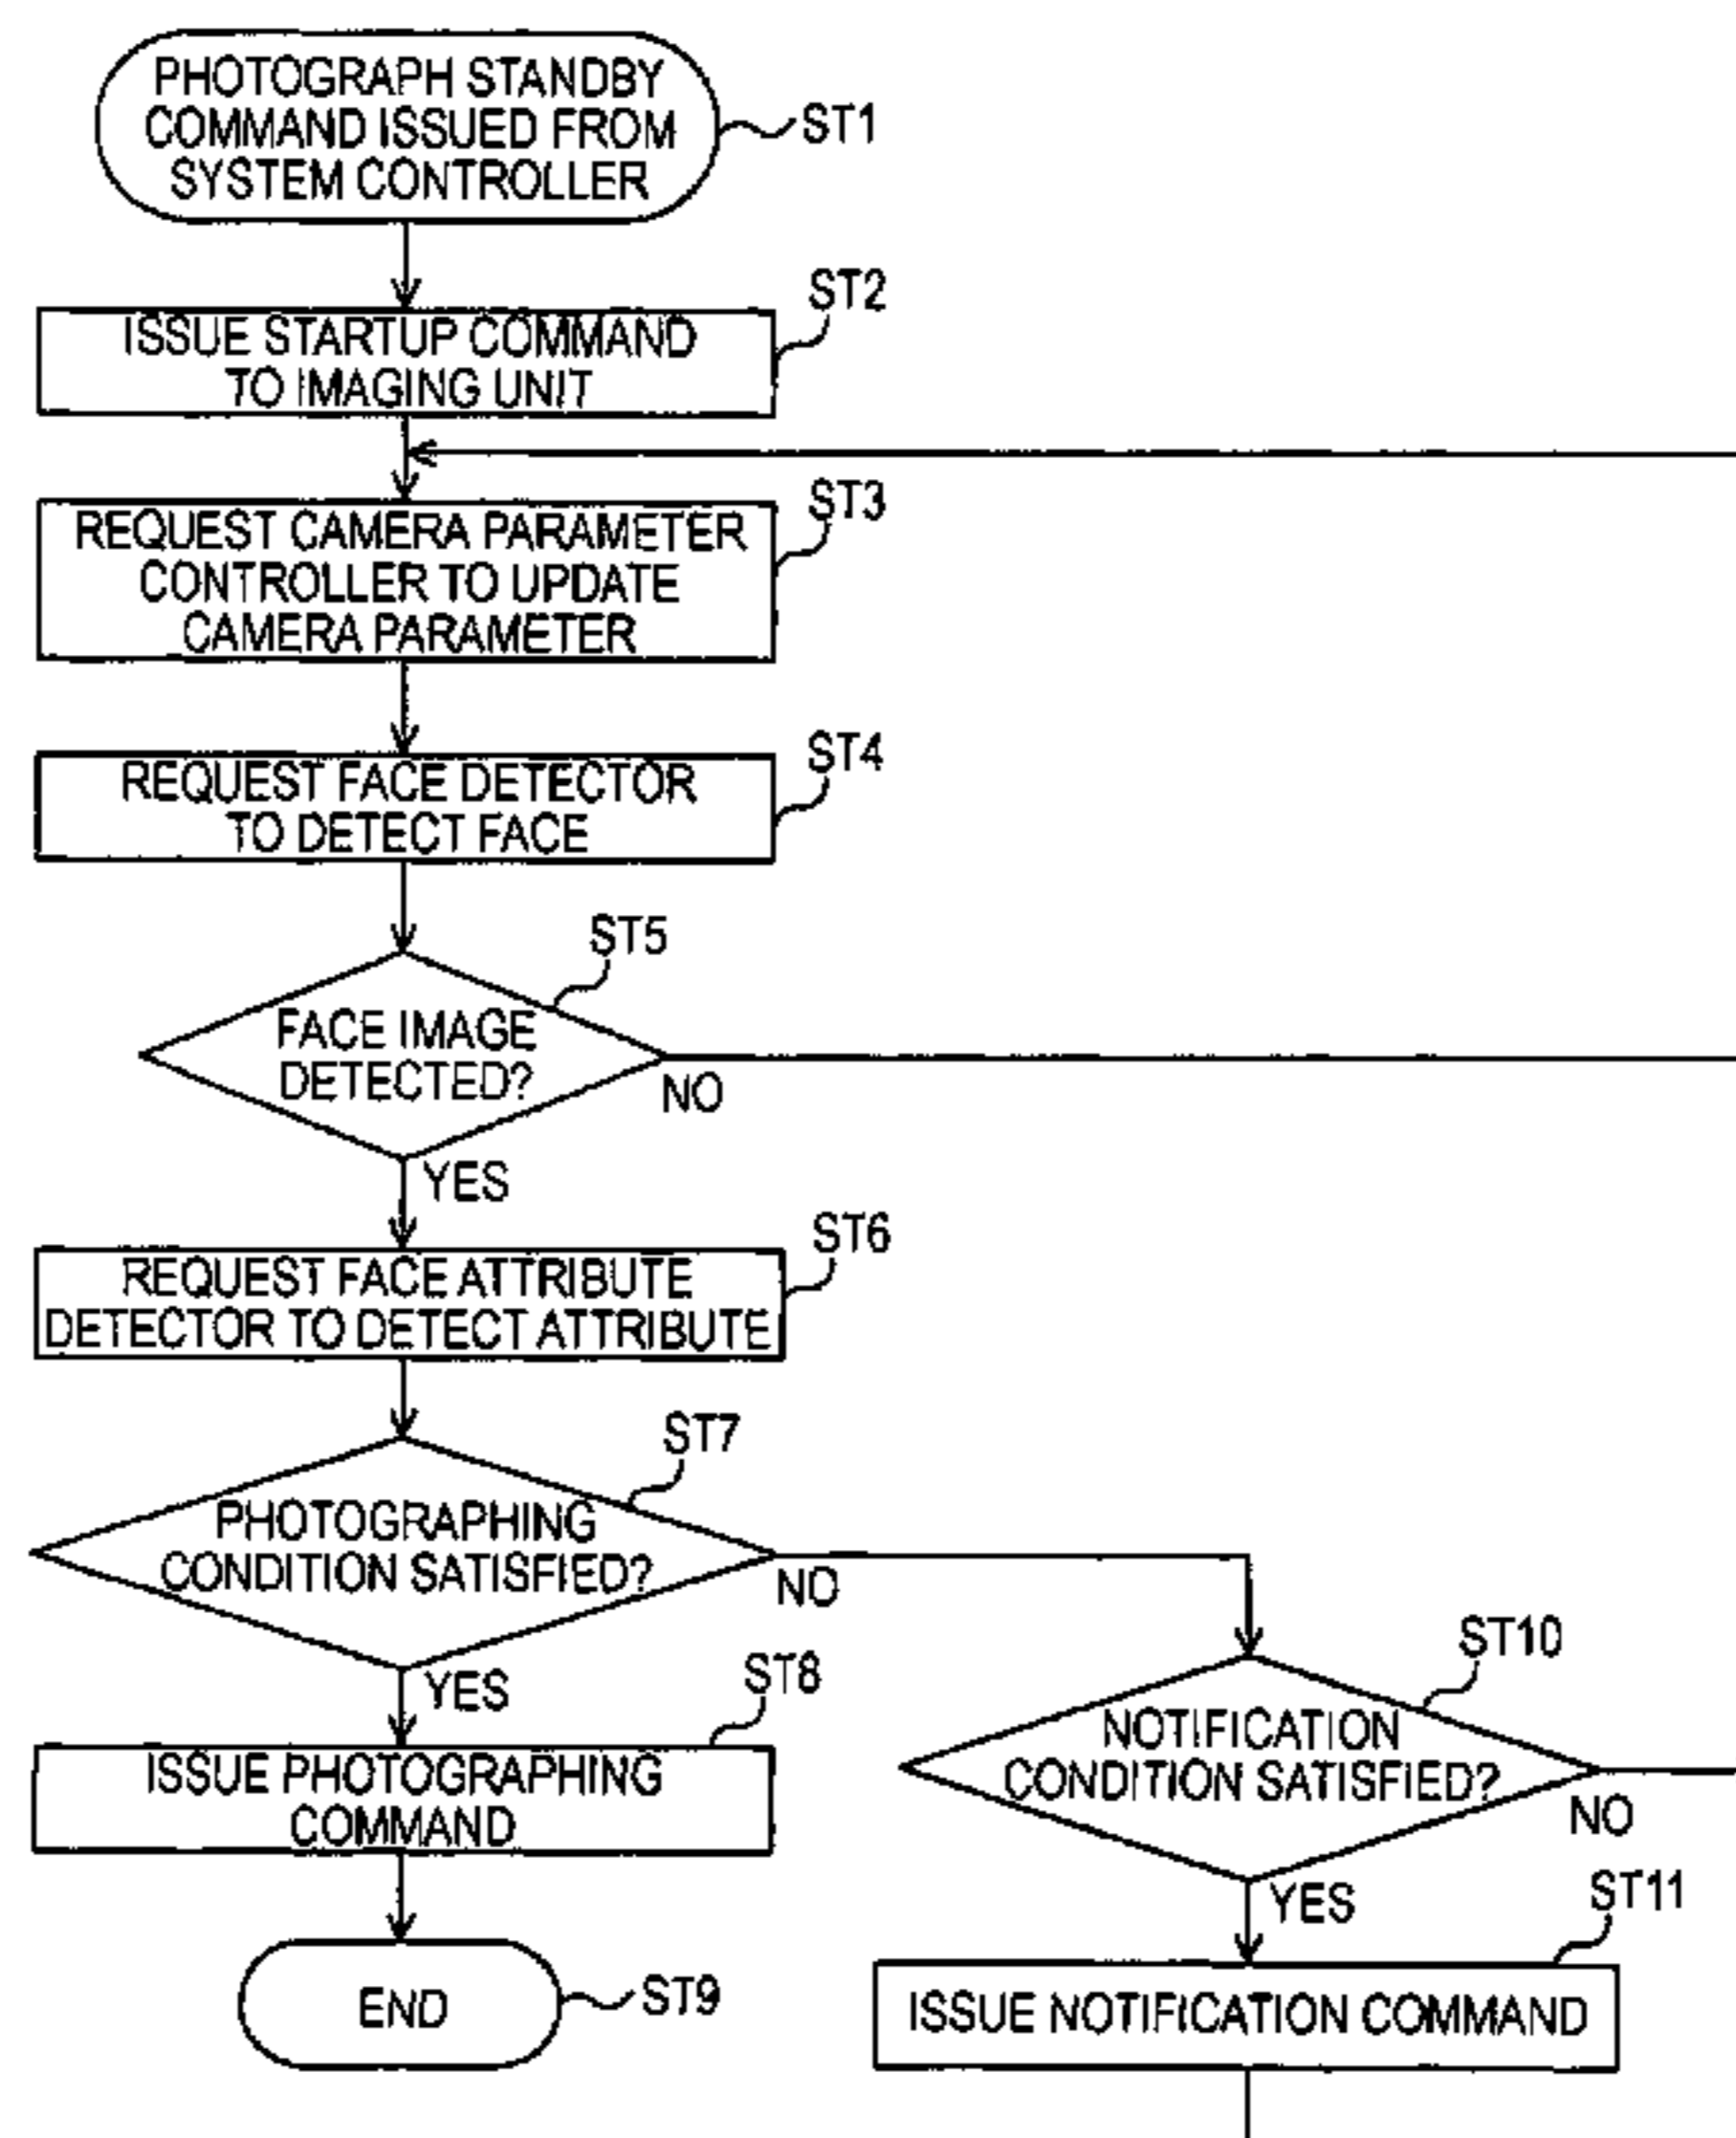 PHOTOGRAPH STANDBY
COMMAND ISSUED FROM
SYSTEM CONTROLLER
ST1
ST2
ISSUE STARTUP COMMAND
TO IMAGING UNIT
ST3
REQUEST CAMERA PARAMETER
CONTROLLER TO UPDATE
CAMERA PARAMETER
ST4
REQUEST FACE DETECTOR
TO DETECT FACE
ST5
FACE IMAGE
DETECTED?
NO
YES
ST6
REQUEST FACE ATTRIBUTE
DETECTOR TO DETECT ATTRIBUTE
ST7
PHOTOGRAPHING
CONDITION SATISFIED?
NO
YES
ST8
ISSUE PHOTOGRAPHING
COMMAND
END
ST9
ST10
NOTIFICATION
CONDITION SATISFIED?
NO
YES
ST11
ISSUE NOTIFICATION COMMAND